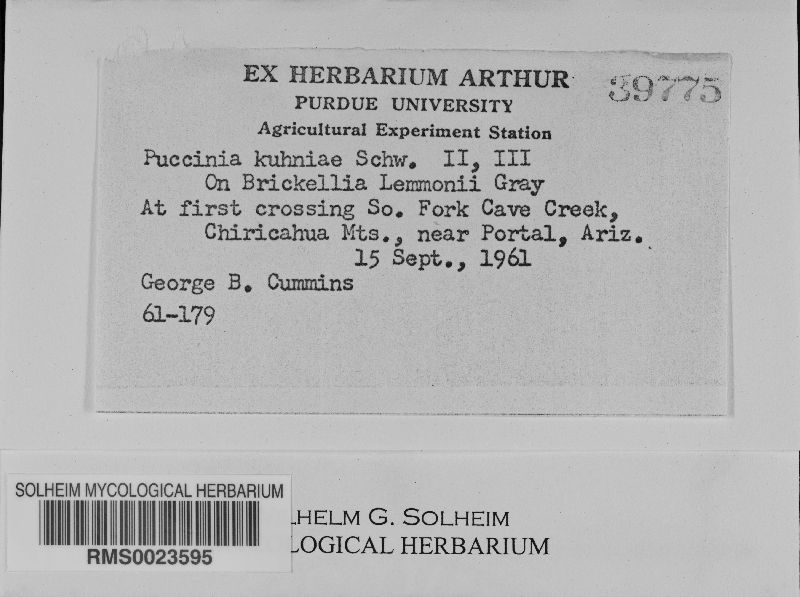 EX HERBARIUM ARTHUR 39775
PURDUE UNIVERSITY
Agricultural Experiment Station
Puccinia kuhniae Schw. II, III
On Brickellia Lemmonii Gray
At first crossing So. Fork Cave Creek,
Chiricahua Mts., near Portal, Ariz.
15 Sept., 1961
George B. Cummins
61-179
SOLHEIM MYCOLOGICAL HERBARIUM
RMS0023595
LHELM G. SOLHEIM
LOGICAL HERBARIUM